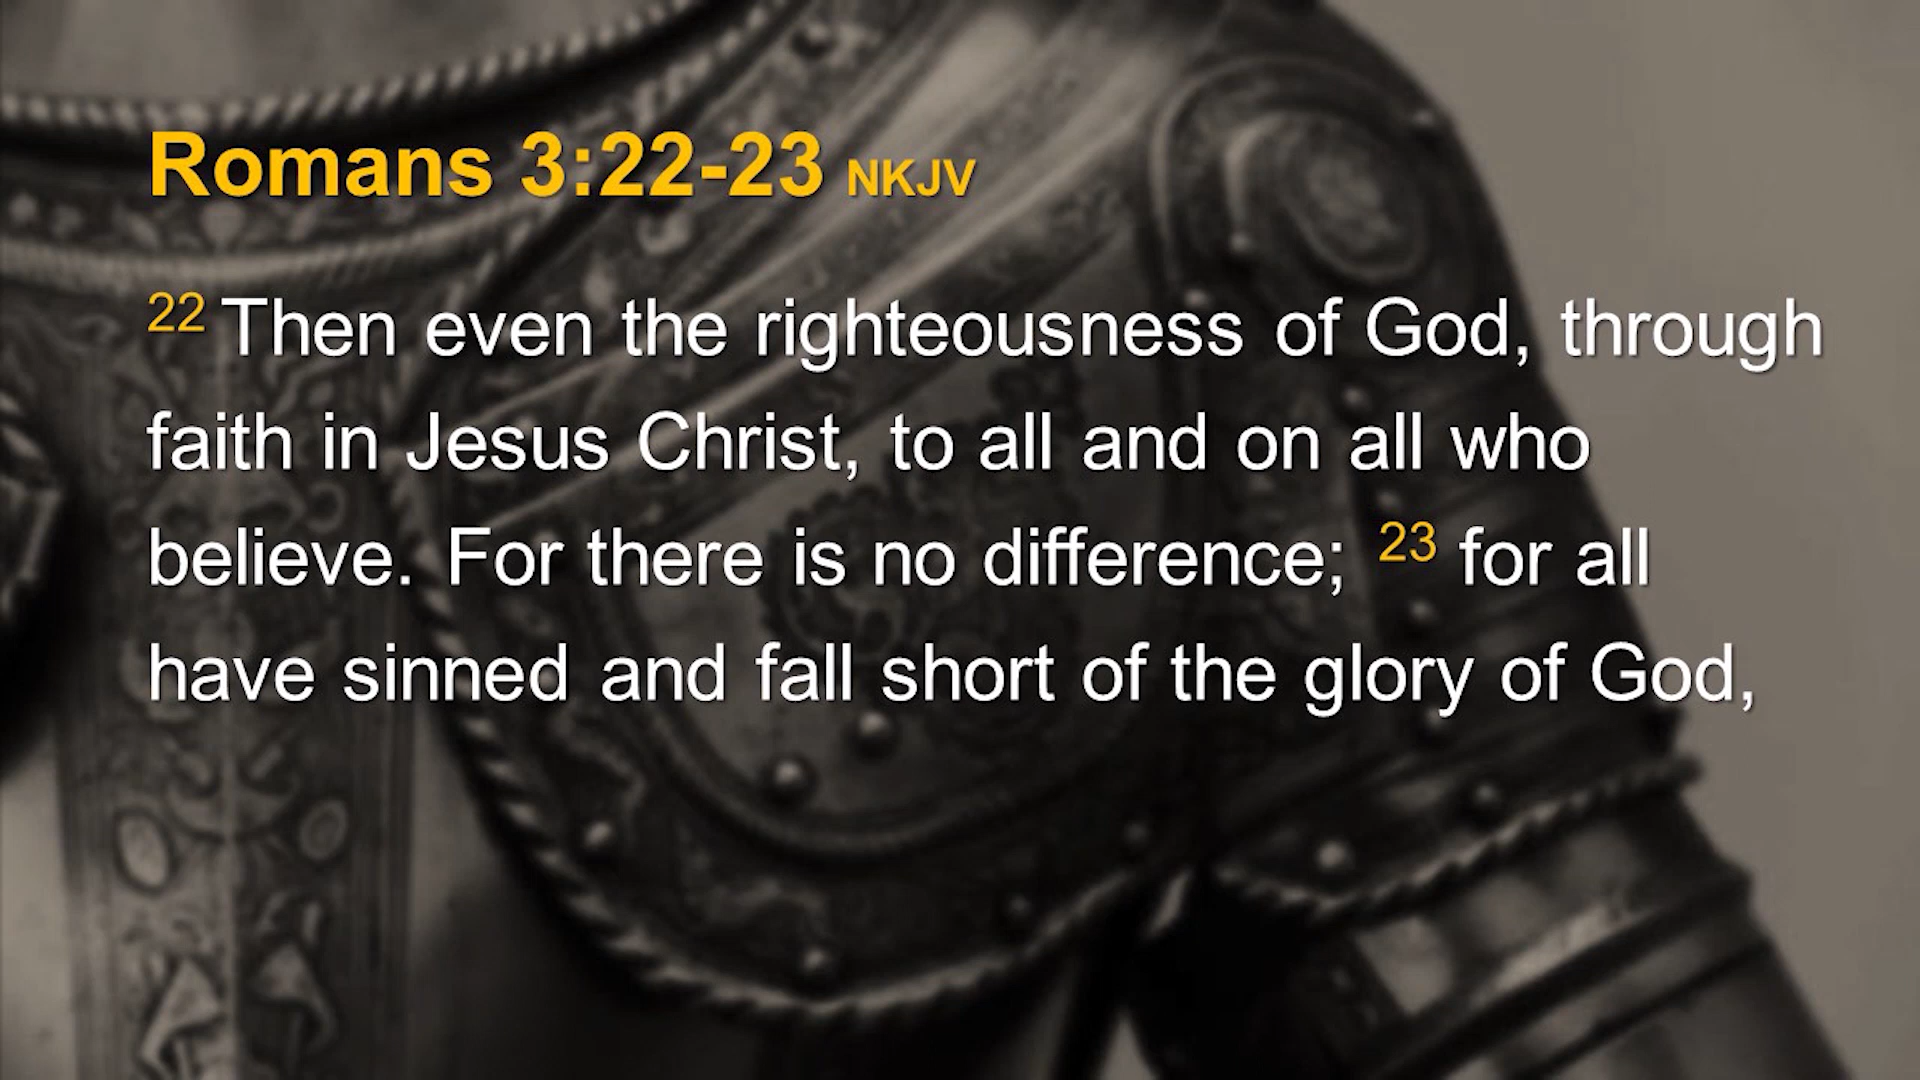 Romans 3:22-23 NKJV
22 Then even the righteousness of God, through
faith in Jesus Christ, to all and on all who
believe. For there is no difference; 23 for all
have sinned and fall short of the glory of God,